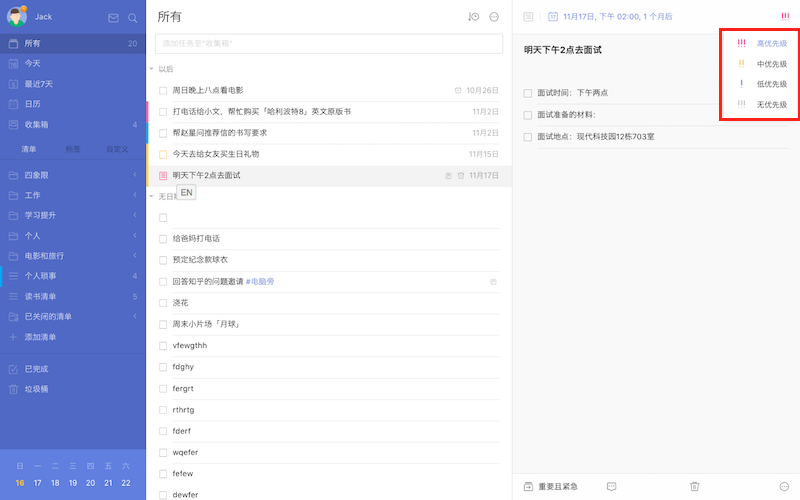 Jack
所有 20
今天
最近7天
日历
收集箱 4
清单 标签 自定义
四象限
工作
学习提升
个人
电影和旅行
个人琐事 4
读书清单 5
已关闭的清单
添加清单
已完成
垃圾桶
日 一 二 三 四 五 六
16 17 18 19 20 21 22
所有
添加任务至"收集箱"
以后
周日晚上八点看电影 10月26日
打电话给小文、帮忙购买「哈利波特8」英文原版书 11月2日
帮赵星问推荐信的书写要求 11月2日
今天去给女友买生日礼物 11月15日
明天下午2点去面试 11月17日
EN
无日
给爸妈打电话
预定纪念款球衣
回答知乎的问题邀请 #电脑旁
浇花
周末小片场「月球」
vfewgthh
fdghy
fergrt
rthrtg
fderf
wqefer
fefew
dewfer
11月17日, 下午 02:00, 1 个月后
明天下午2点去面试
高优先级
中优先级
低优先级
无优先级
面试时间：下午两点
面试准备的材料：
面试地点：现代科技园12栋703室
重要且紧急